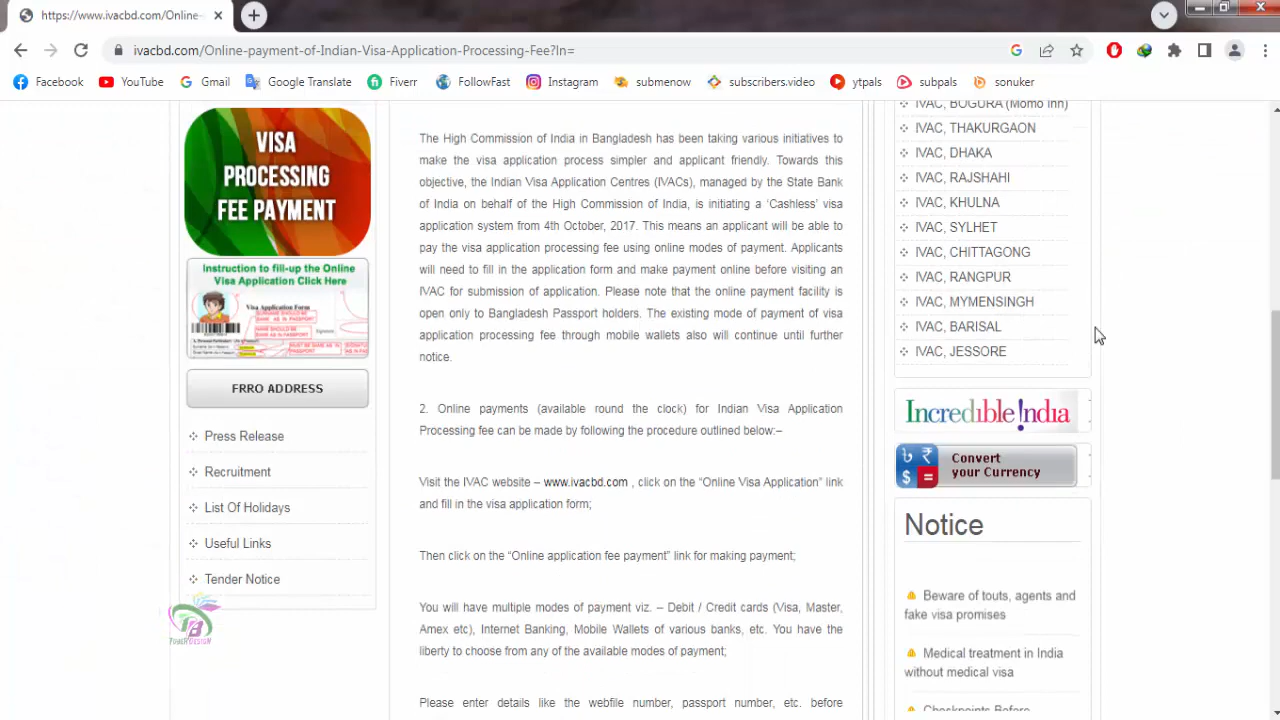 https://www.ivacbd.com/Online-
ivacbd.com/Online-payment-of-Indian-Visa-Application-Processing-Fee?ln=
Facebook YouTube Gmail Google Translate Fiverr FollowFast Instagram submenow subscribers.video ytpals subpals sonuker
VISA
PROCESSING
FEE PAYMENT
Instruction to fill-up the Online
Visa Application Click Here
Visa Application Form
FRRO ADDRESS
Press Release
Recruitment
List Of Holidays
Useful Links
Tender Notice
TOWER DESIGN
The High Commission of India in Bangladesh has been taking various initiatives to
make the visa application process simpler and applicant friendly. Towards this
objective, the Indian Visa Application Centres (IVACs), managed by the State Bank
of India on behalf of the High Commission of India, is initiating a ‘Cashless’ visa
application system from 4th October, 2017. This means an applicant will be able to
pay the visa application processing fee using online modes of payment. Applicants
will need to fill in the application form and make payment online before visiting an
IVAC for submission of application. Please note that the online payment facility is
open only to Bangladesh Passport holders. The existing mode of payment of visa
application processing fee through mobile wallets also will continue until further
notice.
2. Online payments (available round the clock) for Indian Visa Application
Processing fee can be made by following the procedure outlined below:–
Visit the IVAC website – www.ivacbd.com , click on the “Online Visa Application” link
and fill in the visa application form;
Then click on the “Online application fee payment” link for making payment;
You will have multiple modes of payment viz. – Debit / Credit cards (Visa, Master,
Amex etc), Internet Banking, Mobile Wallets of various banks, etc. You have the
liberty to choose from any of the available modes of payment;
Please enter details like the webfile number, passport number, etc. before
IVAC, BOGURA (Momo Inn)
IVAC, THAKURGAON
IVAC, DHAKA
IVAC, RAJSHAHI
IVAC, KHULNA
IVAC, SYLHET
IVAC, CHITTAGONG
IVAC, RANGPUR
IVAC, MYMENSINGH
IVAC, BARISAL
IVAC, JESSORE
Incredible !ndia
Convert
your Currency
Notice
Beware of touts, agents and
fake visa promises
Medical treatment in India
without medical visa
Checkpoints Before